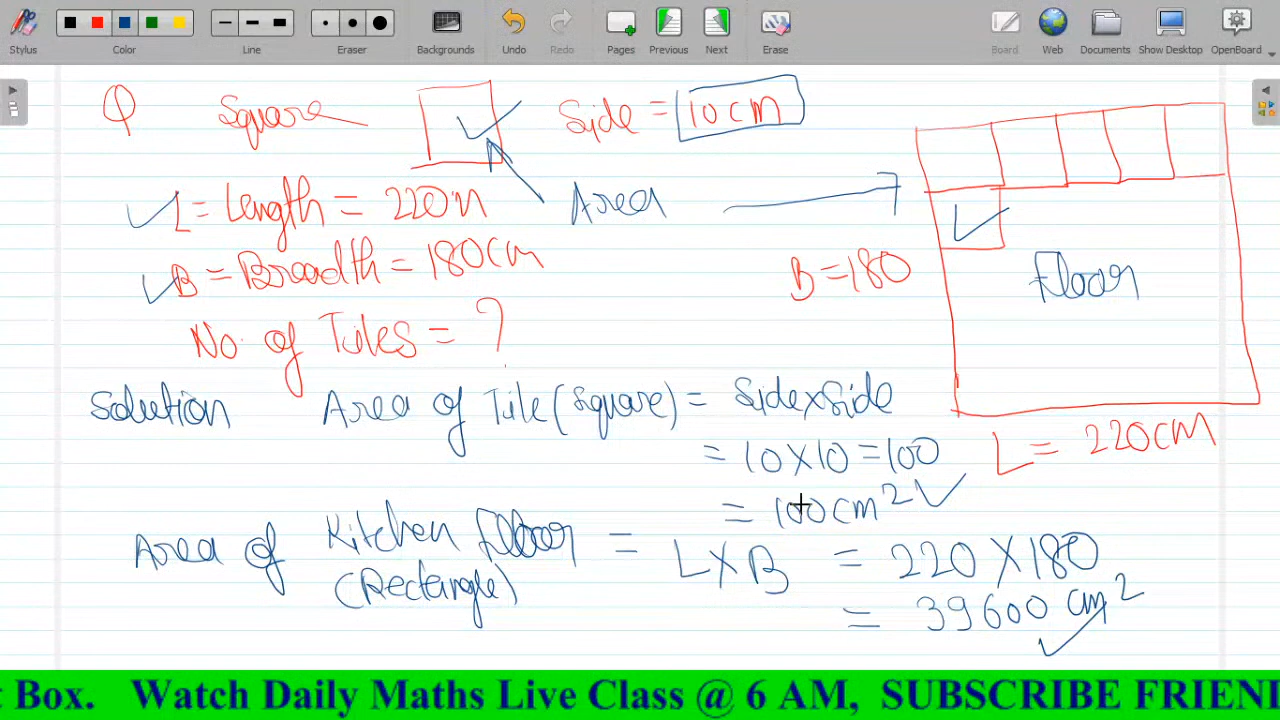 Stylus Color Line Eraser Backgrounds Undo Redo Pages Previous Next Erase Board Web Documents Show Desktop OpenBoard
Q Square Side = 10 cm
L = Length = 220 Area
B = Breadth = 180 cm B = 180 Floor
No. of Tiles = ?
Solution Area of Tile (Square) = Side x Side
L = 220 cm
= 10 X 10 = 100
= 100 cm²
Area of Kitchen Floor = L X B = 220 X 180
(Rectangle)
= 39600 cm²
t Box. Watch Daily Maths Live Class @ 6 AM, SUBSCRIBE FRIEN